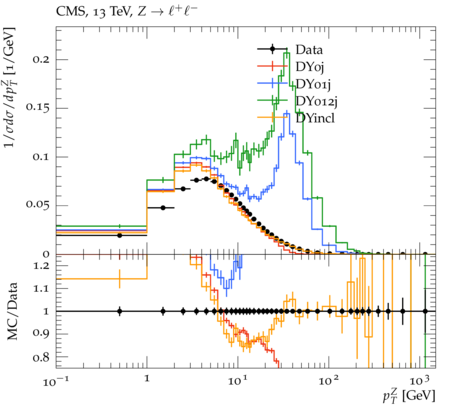 CMS, 13 TeV, Z → ℓ⁺ℓ⁻
1/σdσ/dp_T^Z [1/GeV]
0.2
0.15
0.1
0.05
0
Data
DY0j
DY01j
DY012j
DYincl
MC/Data
1.2
1.1
1
0.9
0.8
10⁻¹ 1 10¹ 10² 10³
p_T^Z [GeV]